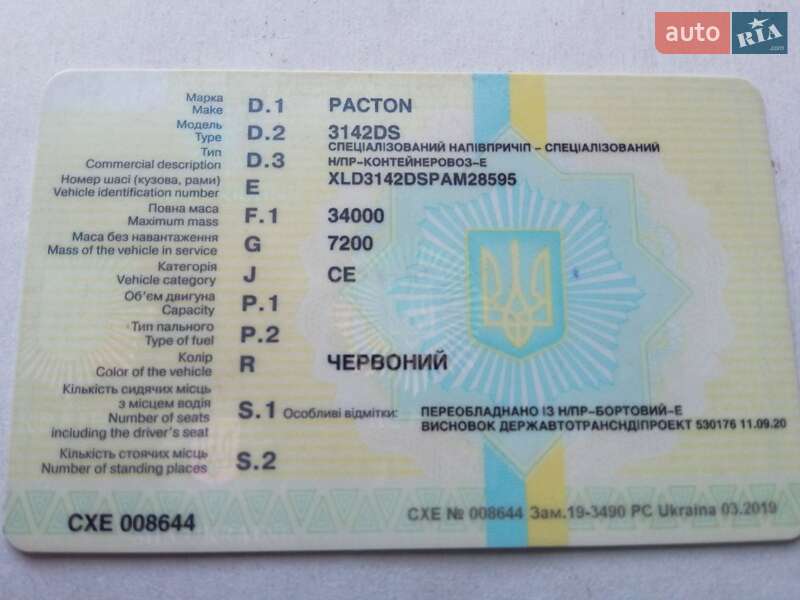 auto RIA .com
Марка
Make D.1 PACTON
Модель
Type D.2 3142DS
Тип
Commercial description D.3 СПЕЦІАЛІЗОВАНИЙ НАПІВПРИЧІП - СПЕЦІАЛІЗОВАНИЙ
Н/ПР-КОНТЕЙНЕРОВОЗ-Е
Номер шасі (кузова, рами)
Vehicle identification number E XLD3142DSPAM28595
Повна маса
Maximum mass F.1 34000
Маса без навантаження
Mass of the vehicle in service G 7200
Категорія
Vehicle category J CE
Об'єм двигуна
Capacity P.1
Тип пального
Type of fuel P.2
Колір
Color of the vehicle R ЧЕРВОНИЙ
Кількість сидячих місць
з місцем водія
Number of seats
including the driver's seat S.1 Особливі відмітки: ПЕРЕОБЛАДНАНО ІЗ Н/ПР-БОРТОВИЙ-Е
ВИСНОВОК ДЕРЖАВТОТРАНСНДІПРОЕКТ 530176 11.09.20
Кількість стоячих місць
Number of standing places S.2
СХЕ 008644
СХЕ № 008644 Зам.19-3490 PC Ukraina 03.2019